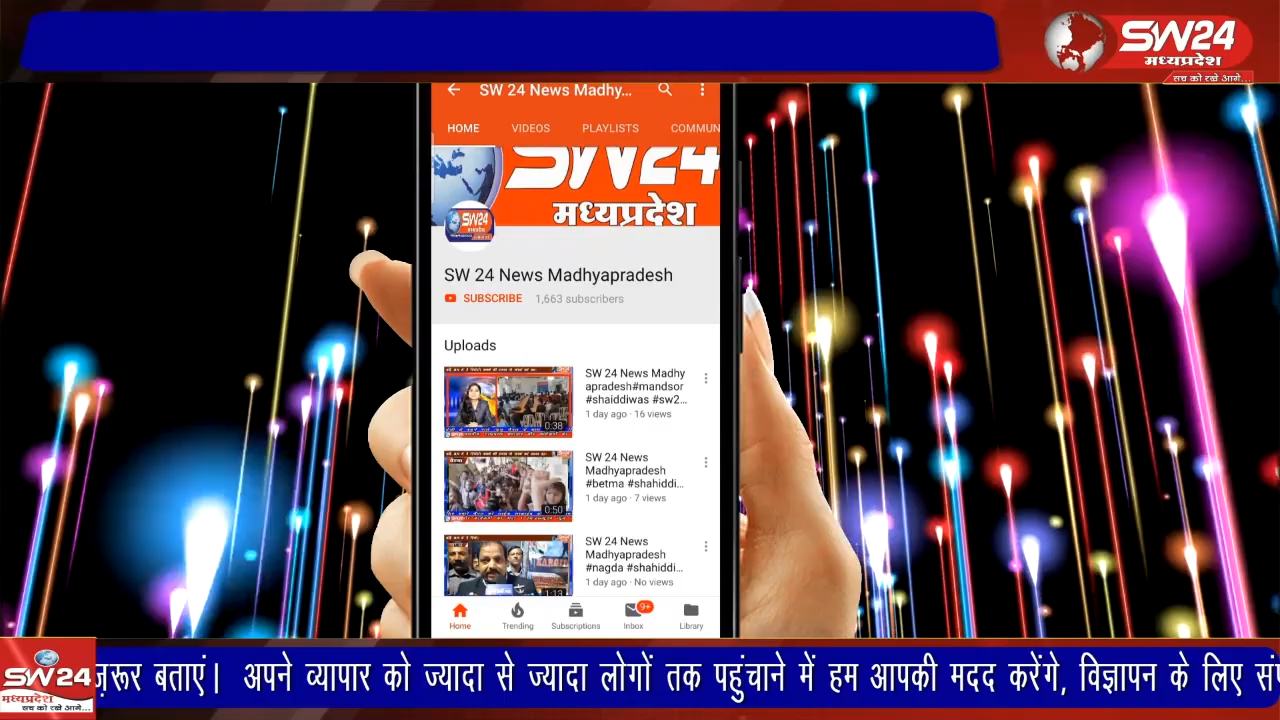 SW24
मध्यप्रदेश
सच को रखे आगे...
SW 24 News Madhy...
HOME VIDEOS PLAYLISTS COMMUN
SW24
मध्यप्रदेश
SW24
SW 24 News Madhyapradesh
SUBSCRIBE 1,663 subscribers
Uploads
SW 24 News Madhy
apradesh#mandsor
#shaiddiwas #sw2...
1 day ago · 16 views
0:38
SW 24 News
Madhyapradesh
#betma #shahiddi...
1 day ago · 7 views
0:50
SW 24 News
Madhyapradesh
#nagda #shahiddi...
1 day ago · No views
1:13
9+
Home Trending Subscriptions Inbox Library
SW24
मध्यप्रदेश
सच को रखे आगे...
ज़रूर बताएं। अपने व्यापार को ज्यादा से ज्यादा लोगों तक पहुंचाने में हम आपकी मदद करेंगे, विज्ञापन के लिए सं